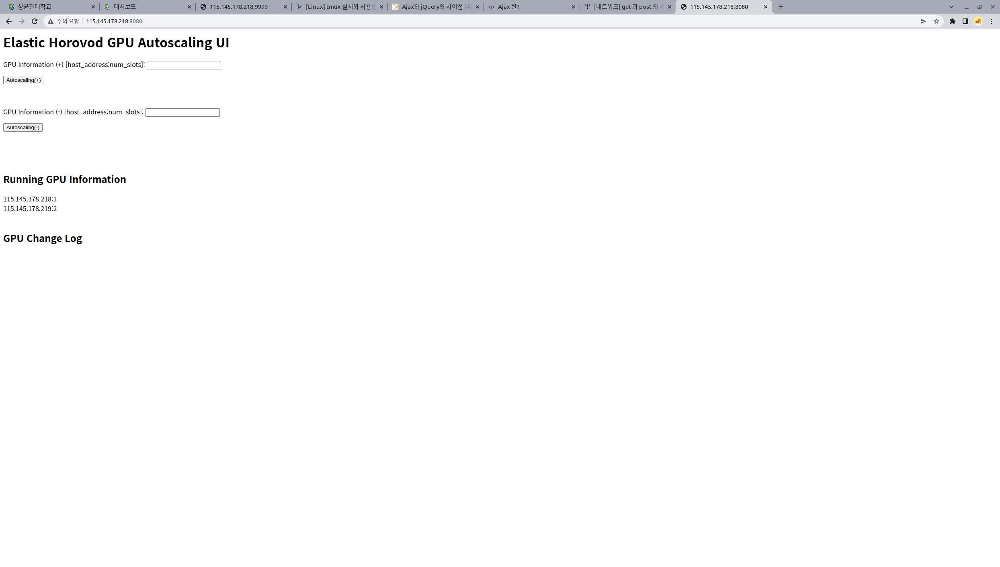 성균관대학교
대시보드
115.145.178.218:9999
[Linux] tmux 설치와 사용법
Ajax와 jQuery의 차이점 | 유
Ajax 란?
[네트워크] get 과 post 의 차
115.145.178.218:8080
주의 요함 | 115.145.178.218:8080
Elastic Horovod GPU Autoscaling UI
GPU Information (+) [host_address:num_slots]:
Autoscaling(+)
GPU Information (-) [host_address:num_slots]:
Autoscaling(-)
Running GPU Information
115.145.178.218:1
115.145.178.219:2
GPU Change Log